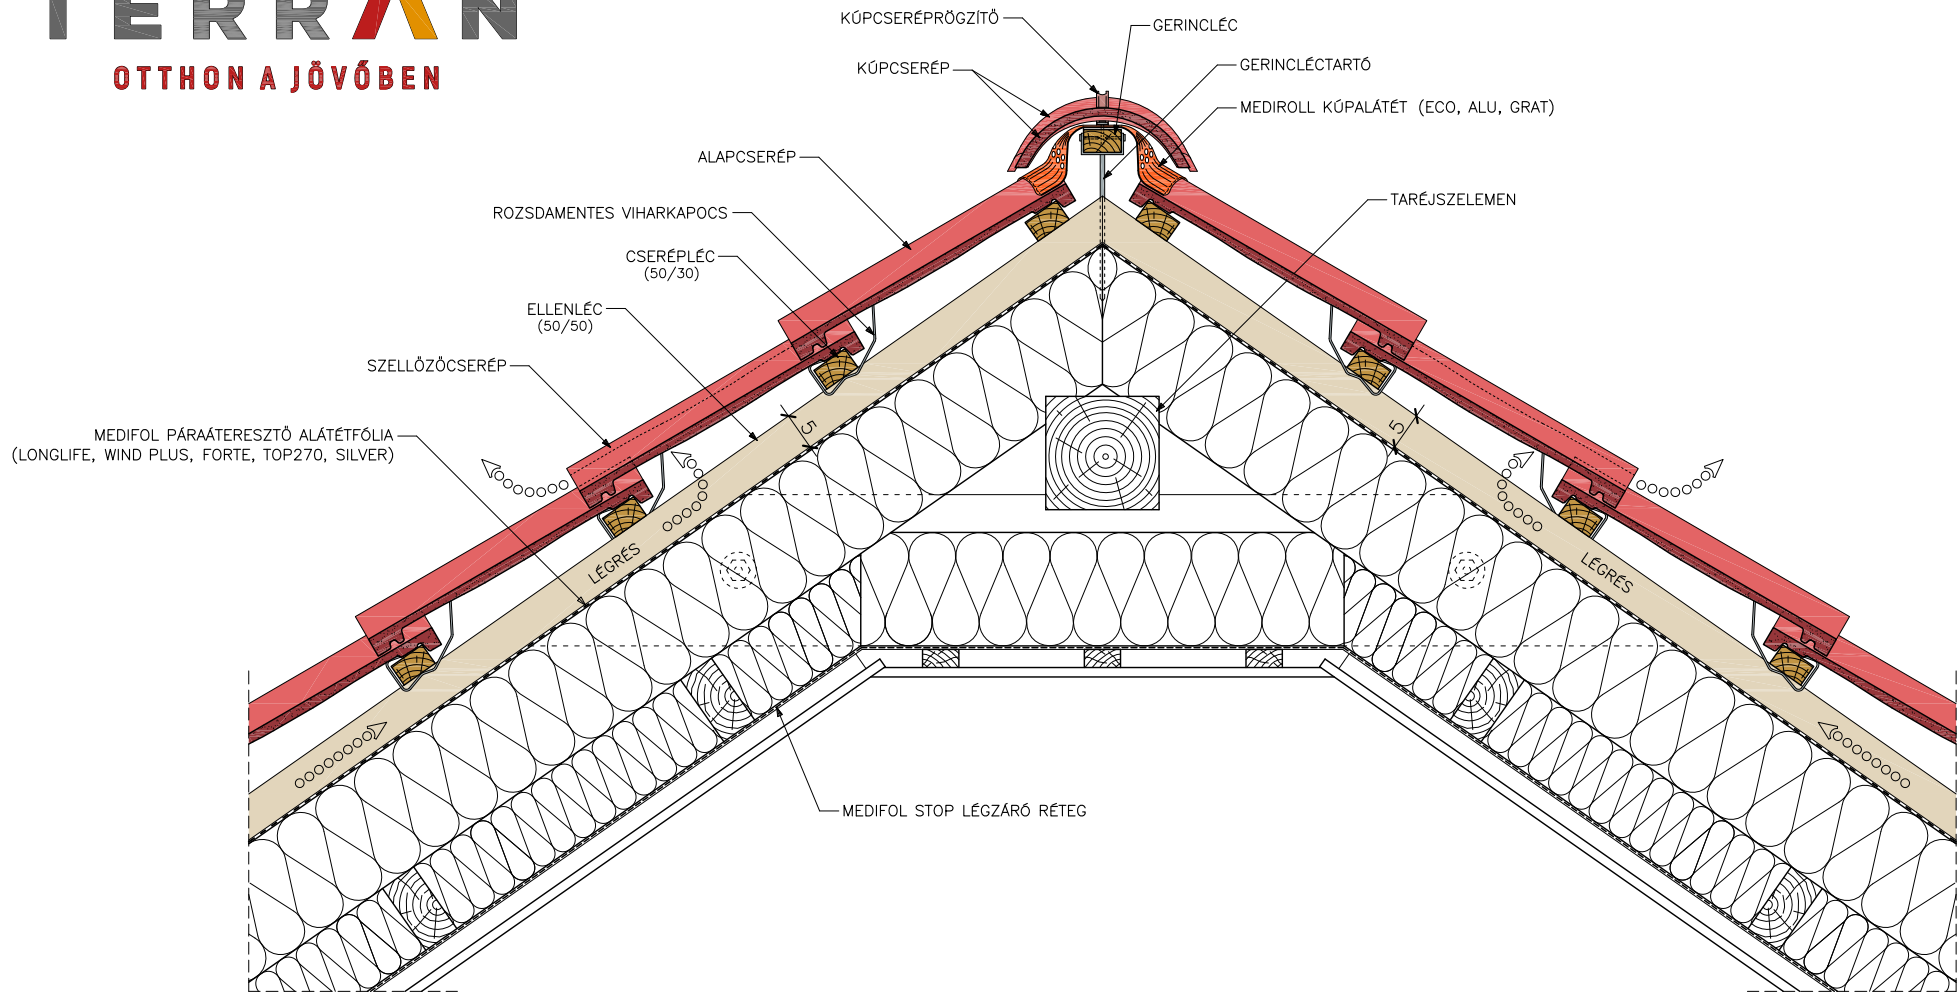 TERRAN
OTTHON A JÖVŐBEN
KÚPCSERÉPRÖGZÍTŐ
GERINCLÉC
KÚPCSERÉP
GERINCLÉCTARTÓ
MEDIROLL KÚPALÁTÉT (ECO, ALU, GRAT)
ALAPCSERÉP
TARÉJSZELEMEN
ROZSDAMENTES VIHARKAPOCS
CSERÉPLÉC
(50/30)
ELLENLÉC
(50/50)
SZELLŐZŐCSERÉP
MEDIFOL PÁRAÁTERESZTŐ ALÁTÉTFÓLIA
(LONGLIFE, WIND PLUS, FORTE, TOP270, SILVER)
5
5
LÉGRÉS
LÉGRÉS
MEDIFOL STOP LÉGZÁRÓ RÉTEG